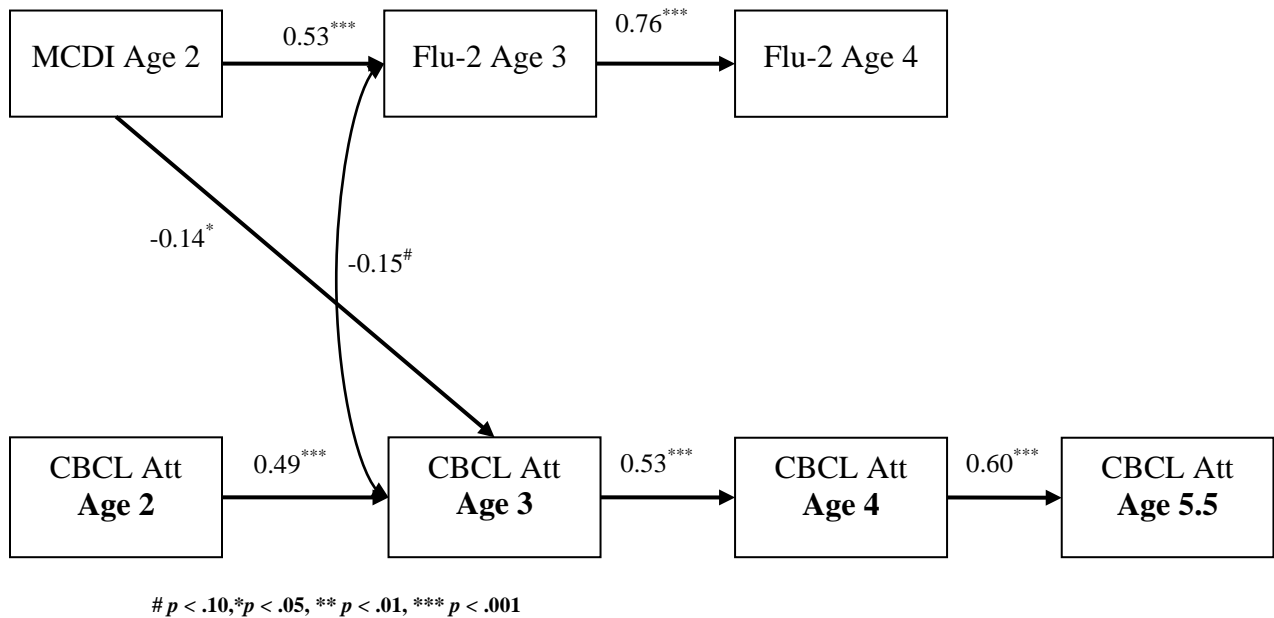 MCDI Age 2
0.53***
Flu-2 Age 3
0.76***
Flu-2 Age 4
-0.14*
-0.15#
CBCL Att
Age 2
0.49***
CBCL Att
Age 3
0.53***
CBCL Att
Age 4
0.60***
CBCL Att
Age 5.5
# p < .10,*p < .05, ** p < .01, *** p < .001